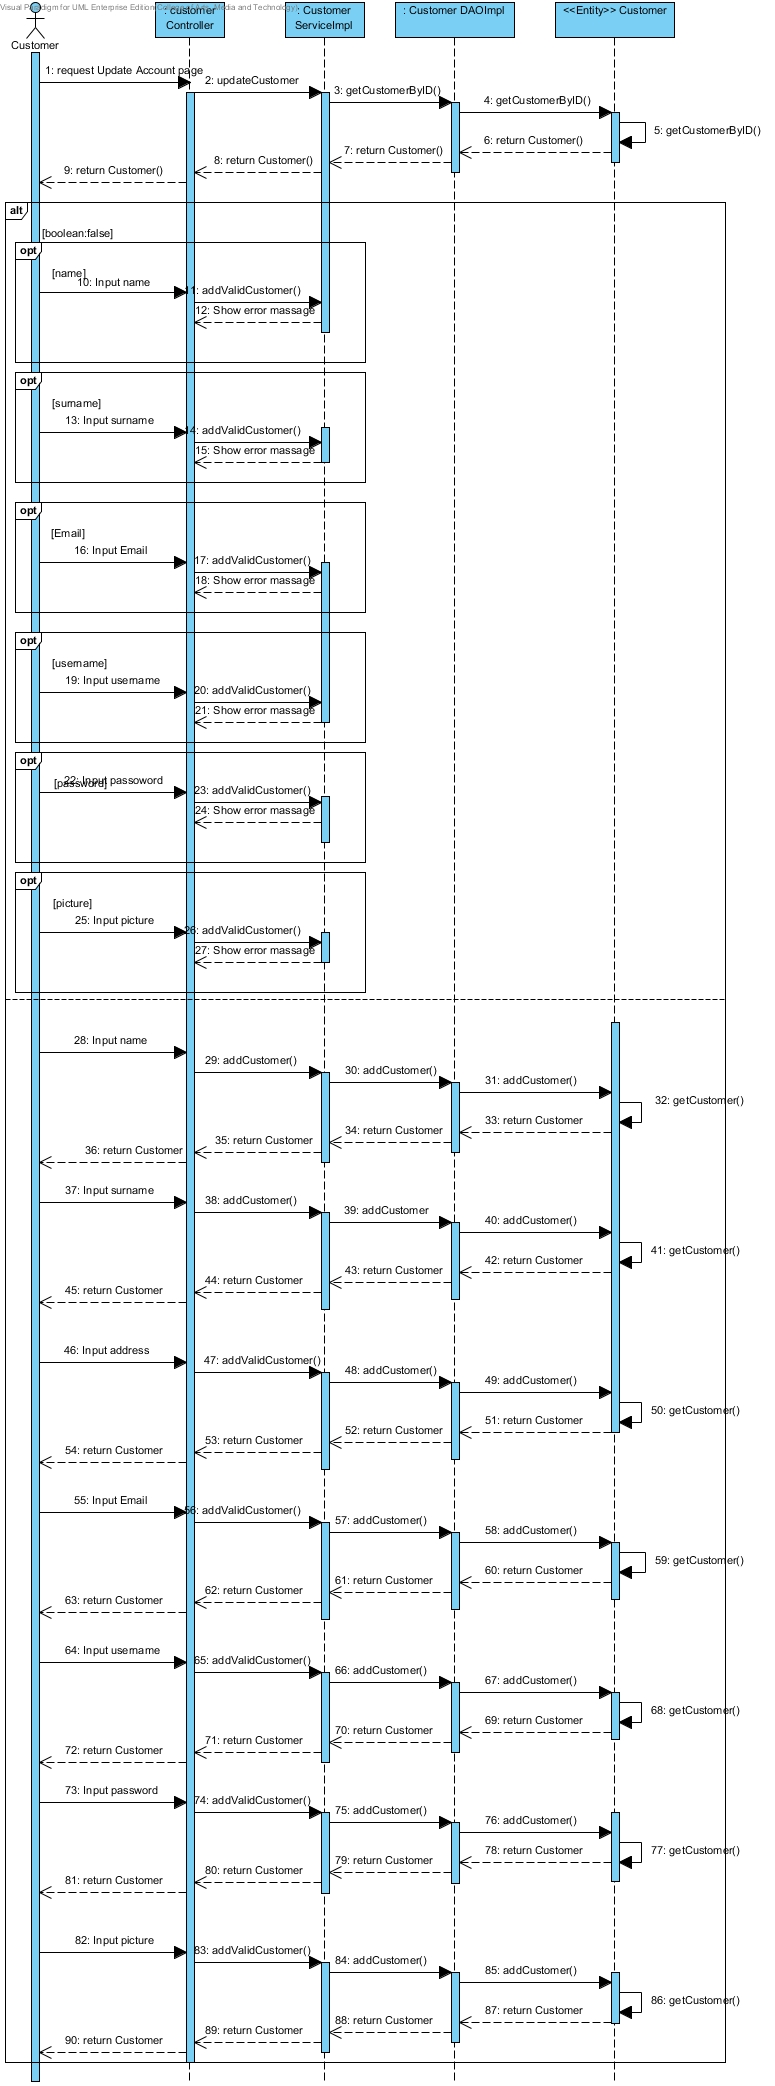 Visual Paradigm for UML Enterprise Edition
Media and Technology
: customer
Controller
: Customer
ServiceImpl
: Customer DAOImpl
<<Entity>> Customer
Customer
1: request Update Account page
2: updateCustomer
3: getCustomerByID()
4: getCustomerByID()
5: getCustomerByID()
6: return Customer()
7: return Customer()
8: return Customer()
9: return Customer()
alt
[boolean:false]
opt
[name]
10: Input name
11: addValidCustomer()
12: Show error massage
opt
[surname]
13: Input surname
14: addValidCustomer()
15: Show error massage
opt
[Email]
16: Input Email
17: addValidCustomer()
18: Show error massage
opt
[username]
19: Input username
20: addValidCustomer()
21: Show error massage
opt
22: Input passoword
[password]
23: addValidCustomer()
24: Show error massage
opt
[picture]
25: Input picture
26: addValidCustomer()
27: Show error massage
28: Input name
29: addCustomer()
30: addCustomer()
31: addCustomer()
32: getCustomer()
33: return Customer
34: return Customer
35: return Customer
36: return Customer
37: Input surname
38: addCustomer()
39: addCustomer
40: addCustomer()
41: getCustomer()
42: return Customer
43: return Customer
44: return Customer
45: return Customer
46: Input address
47: addValidCustomer()
48: addCustomer()
49: addCustomer()
50: getCustomer()
51: return Customer
52: return Customer
53: return Customer
54: return Customer
55: Input Email
56: addValidCustomer()
57: addCustomer()
58: addCustomer()
59: getCustomer()
60: return Customer
61: return Customer
62: return Customer
63: return Customer
64: Input username
65: addValidCustomer()
66: addCustomer()
67: addCustomer()
68: getCustomer()
69: return Customer
70: return Customer
71: return Customer
72: return Customer
73: Input password
74: addValidCustomer()
75: addCustomer()
76: addCustomer()
77: getCustomer()
78: return Customer
79: return Customer
80: return Customer
81: return Customer
82: Input picture
83: addValidCustomer()
84: addCustomer()
85: addCustomer()
86: getCustomer()
87: return Customer
88: return Customer
89: return Customer
90: return Customer